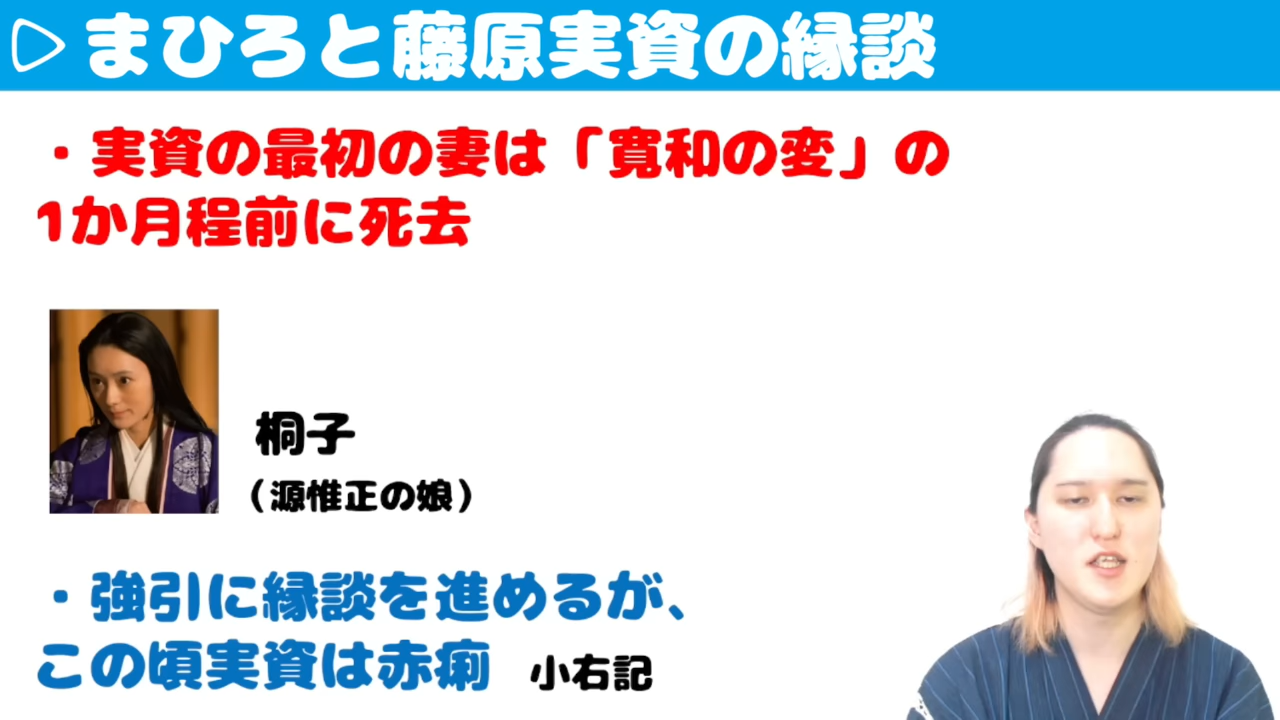 まひろと藤原実資の縁談
・実資の最初の妻は「寛和の変」の
1か月程前に死去
桐子
（源惟正の娘）
・強引に縁談を進めるが、
この頃実資は赤痢 小右記